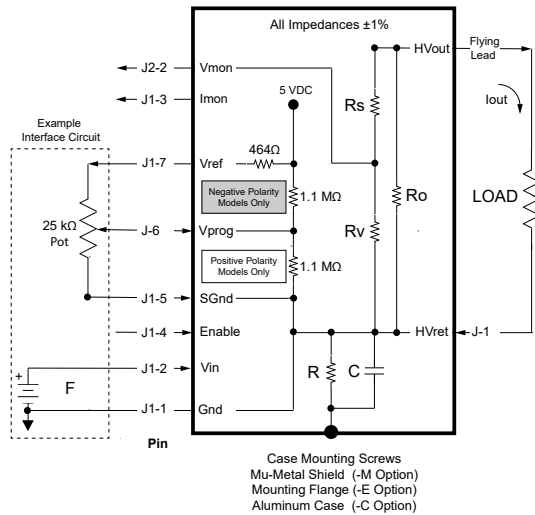 All Impedances ±1%
HVout
Flying
Lead
J2-2
Vmon
5 VDC
Rs
Iout
J1-3
Imon
Example
Interface Circuit
464Ω
J1-7
Vref
Negative Polarity
Models Only
1.1 MΩ
Ro
LOAD
25 kΩ
Pot
J-6
Vprog
Rv
Positive Polarity
Models Only
1.1 MΩ
J1-5
SGnd
J1-4
Enable
HVret
J-1
J1-2
Vin
+
F
R
C
J1-1
Gnd
Pin
Case Mounting Screws
Mu-Metal Shield (-M Option)
Mounting Flange (-E Option)
Aluminum Case (-C Option)